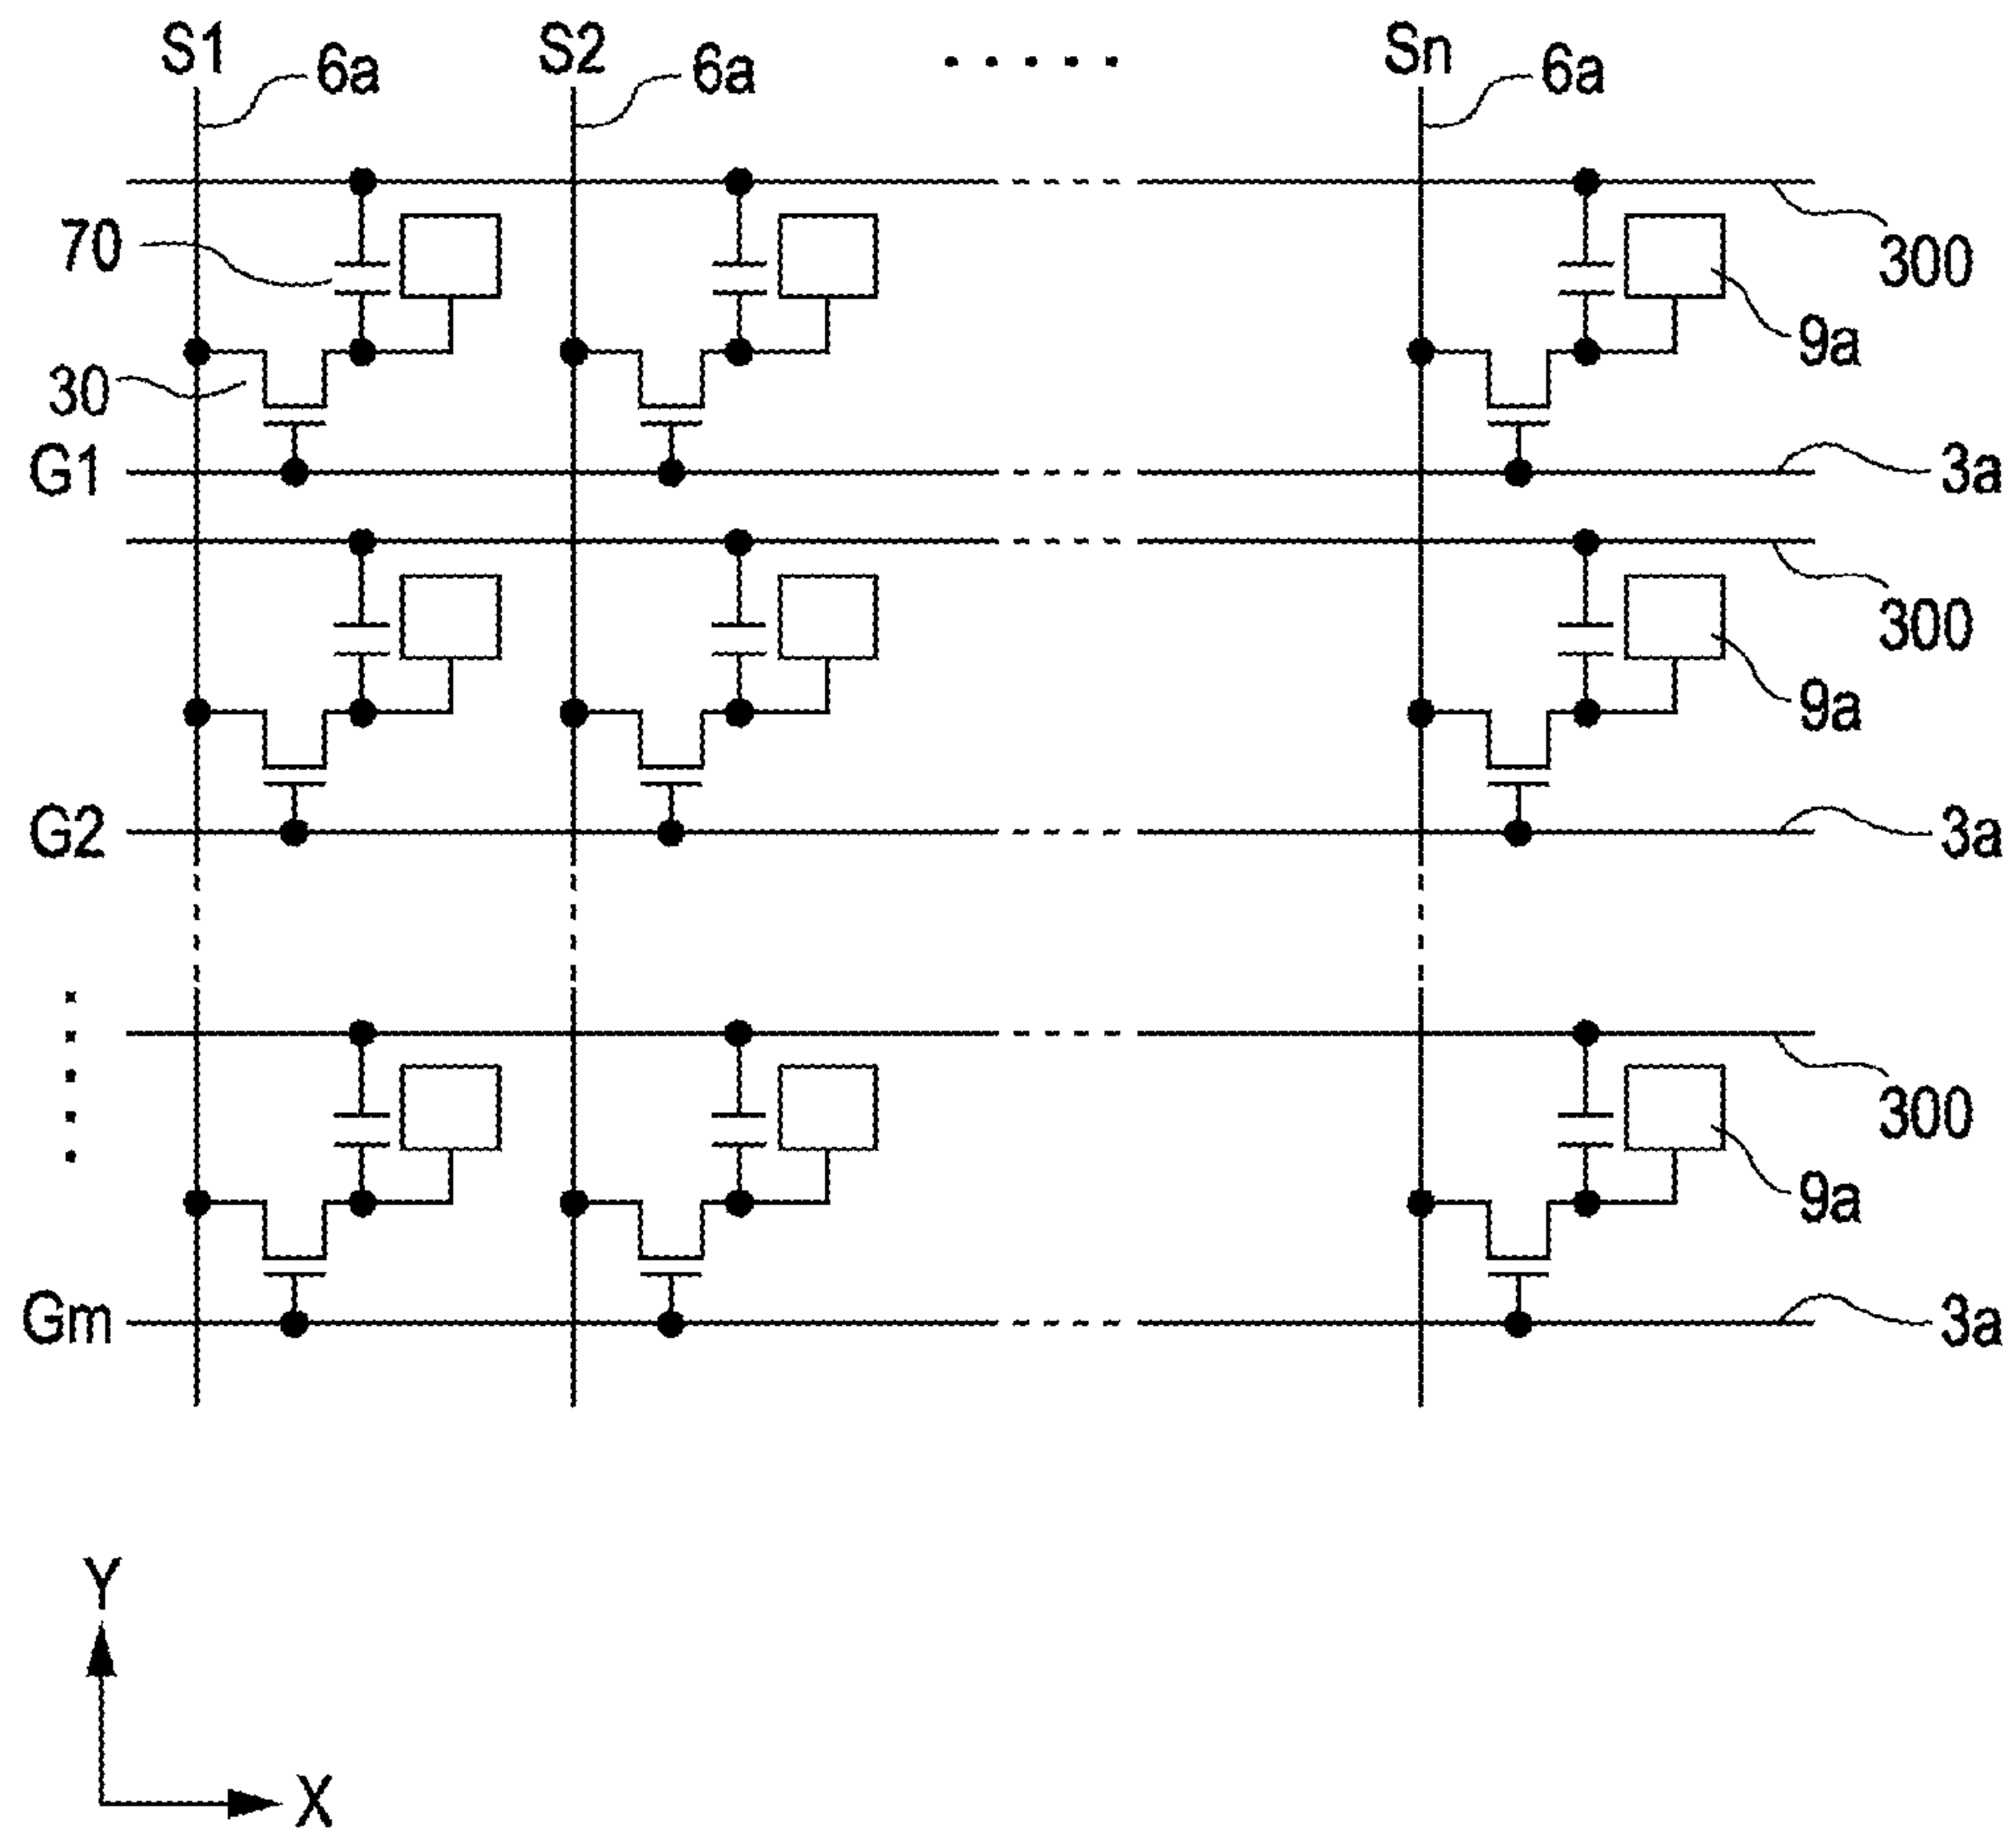 S1 6a S2 6a ..... Sn 6a
70
300
9a
30
G1 3a
300
9a
G2 3a
300
9a
Gm 3a
Y
X